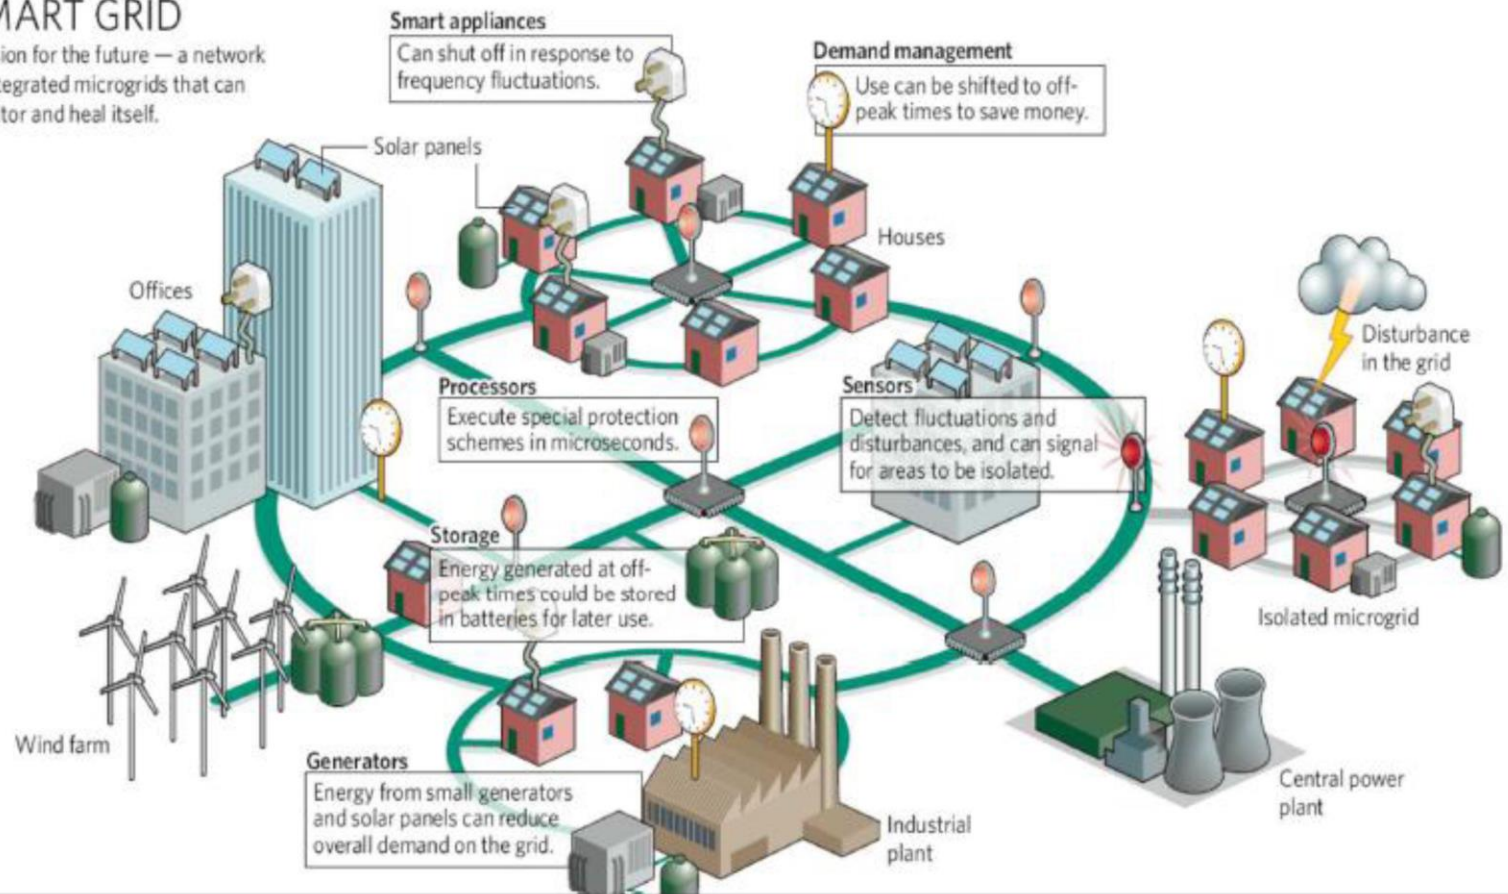 MART GRID
ion for the future — a network
tegrated microgrids that can
tor and heal itself.
Smart appliances
Can shut off in response to
frequency fluctuations.
Demand management
Use can be shifted to off-
peak times to save money.
Solar panels
Houses
Offices
Disturbance
in the grid
Processors
Execute special protection
schemes in microseconds.
Sensors
Detect fluctuations and
disturbances, and can signal
for areas to be isolated.
Storage
Energy generated at off-
peak times could be stored
in batteries for later use.
Isolated microgrid
Wind farm
Generators
Energy from small generators
and solar panels can reduce
overall demand on the grid.
Central power
plant
Industrial
plant